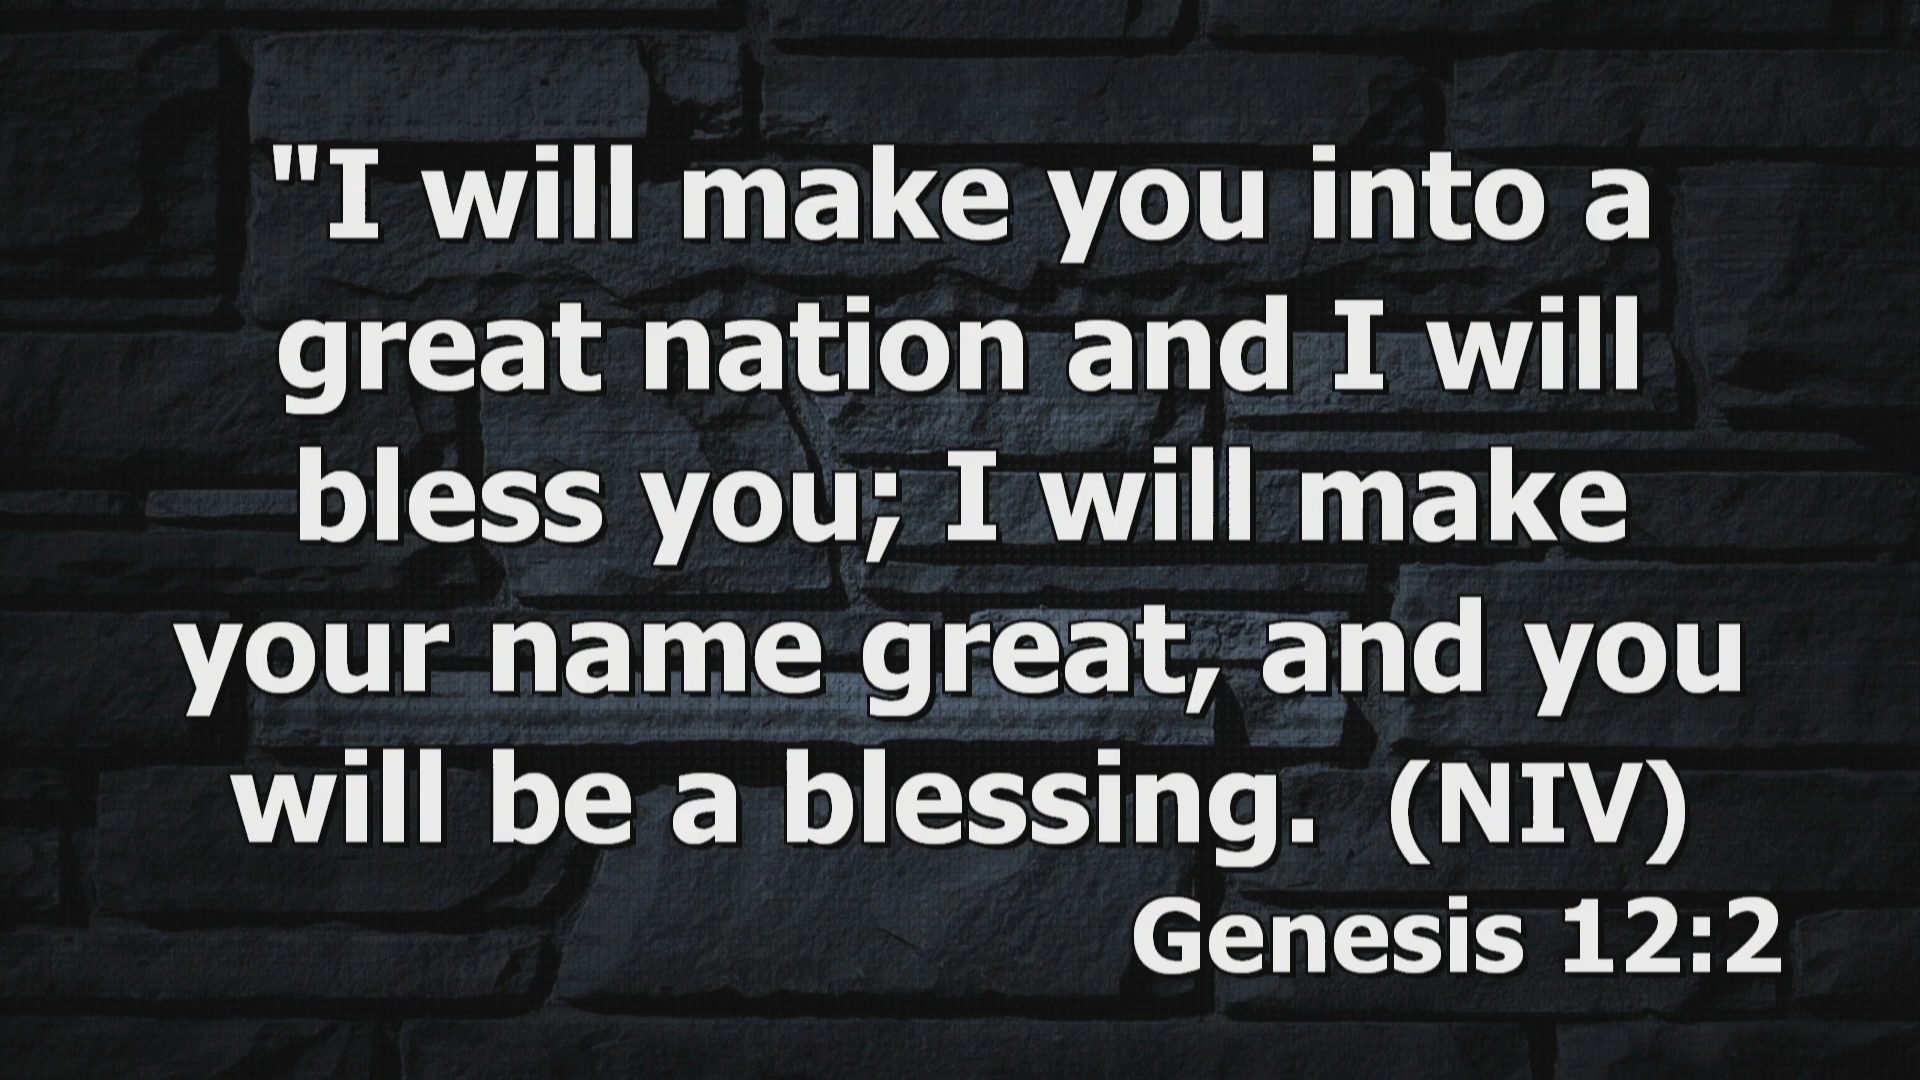 "I will make you into a
great nation and I will
bless you; I will make
your name great, and you
will be a blessing.  (NIV)
Genesis 12:2